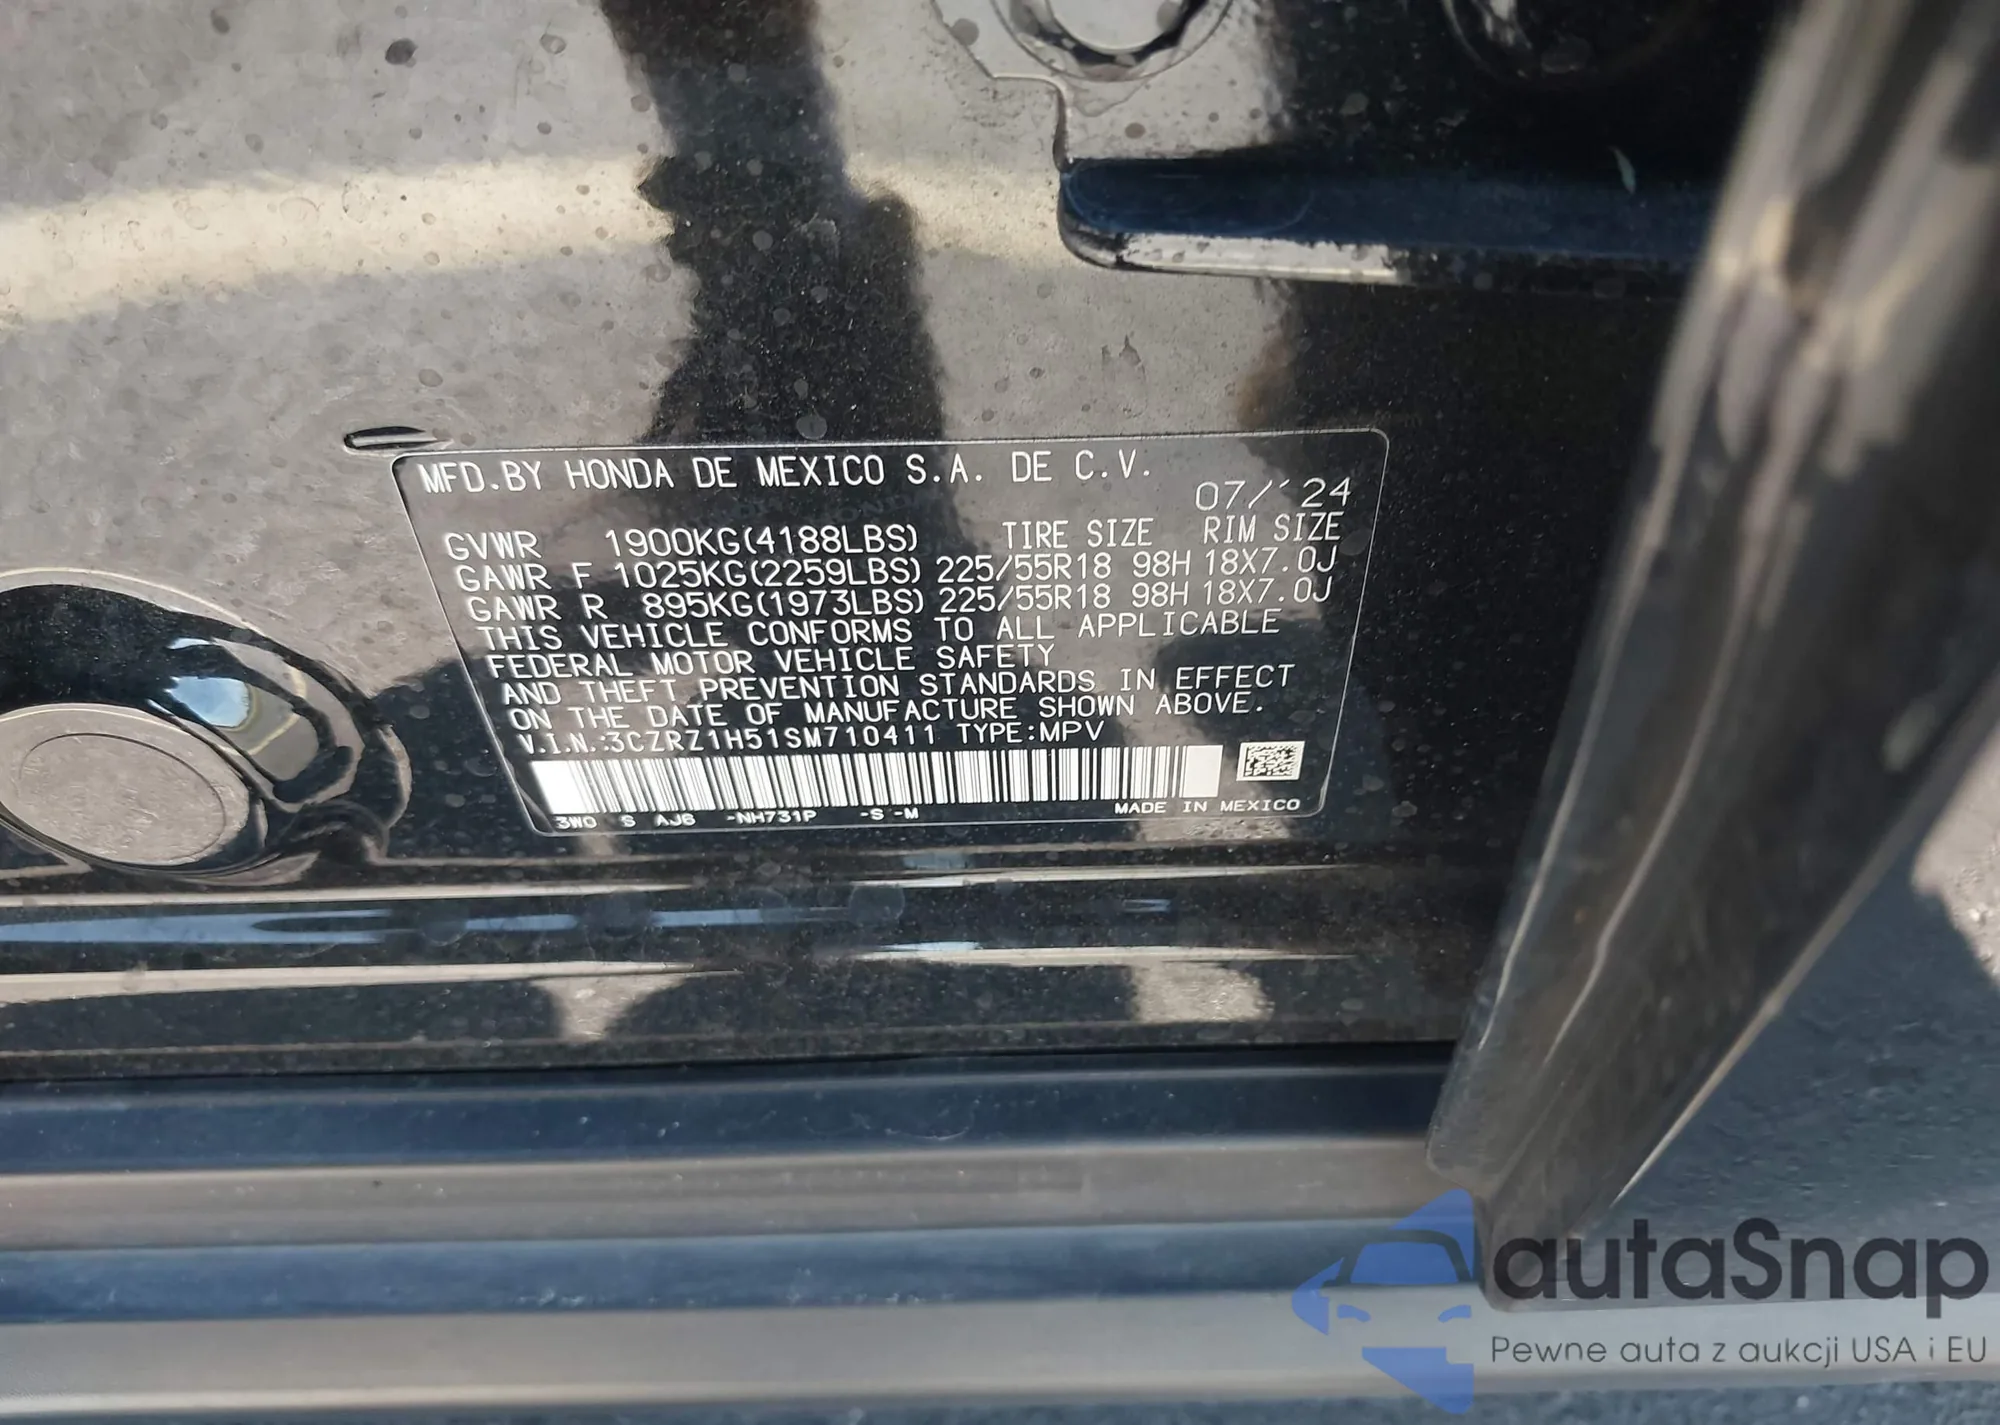 MFD.BY HONDA DE MEXICO S.A. DE C.V.
07/'24
GVWR 1900KG(4188LBS) TIRE SIZE RIM SIZE
GAWR F 1025KG(2259LBS) 225/55R18 98H 18X7.0J
GAWR R 895KG(1973LBS) 225/55R18 98H 18X7.0J
THIS VEHICLE CONFORMS TO ALL APPLICABLE
FEDERAL MOTOR VEHICLE SAFETY
AND THEFT PREVENTION STANDARDS IN EFFECT
ON THE DATE OF MANUFACTURE SHOWN ABOVE.
V.I.N.:3CZRZ1H51SM710411 TYPE:MPV
3W0 S AJ6 -NH731P -S -M MADE IN MEXICO
autaSnap
Pewne auta z aukcji USA i EU